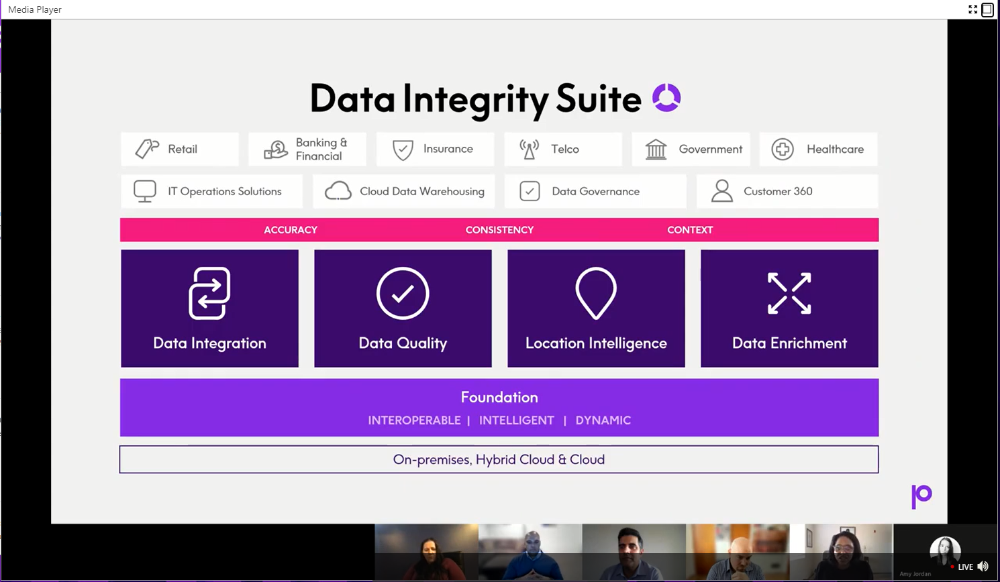 Media Player
Data Integrity Suite
Retail
Banking &
Financial
Insurance
Telco
Government
Healthcare
IT Operations Solutions
Cloud Data Warehousing
Data Governance
Customer 360
ACCURACY
CONSISTENCY
CONTEXT
Data Integration
Data Quality
Location Intelligence
Data Enrichment
Foundation
INTEROPERABLE | INTELLIGENT | DYNAMIC
On-premises, Hybrid Cloud & Cloud
p
Amy Jordan
LIVE